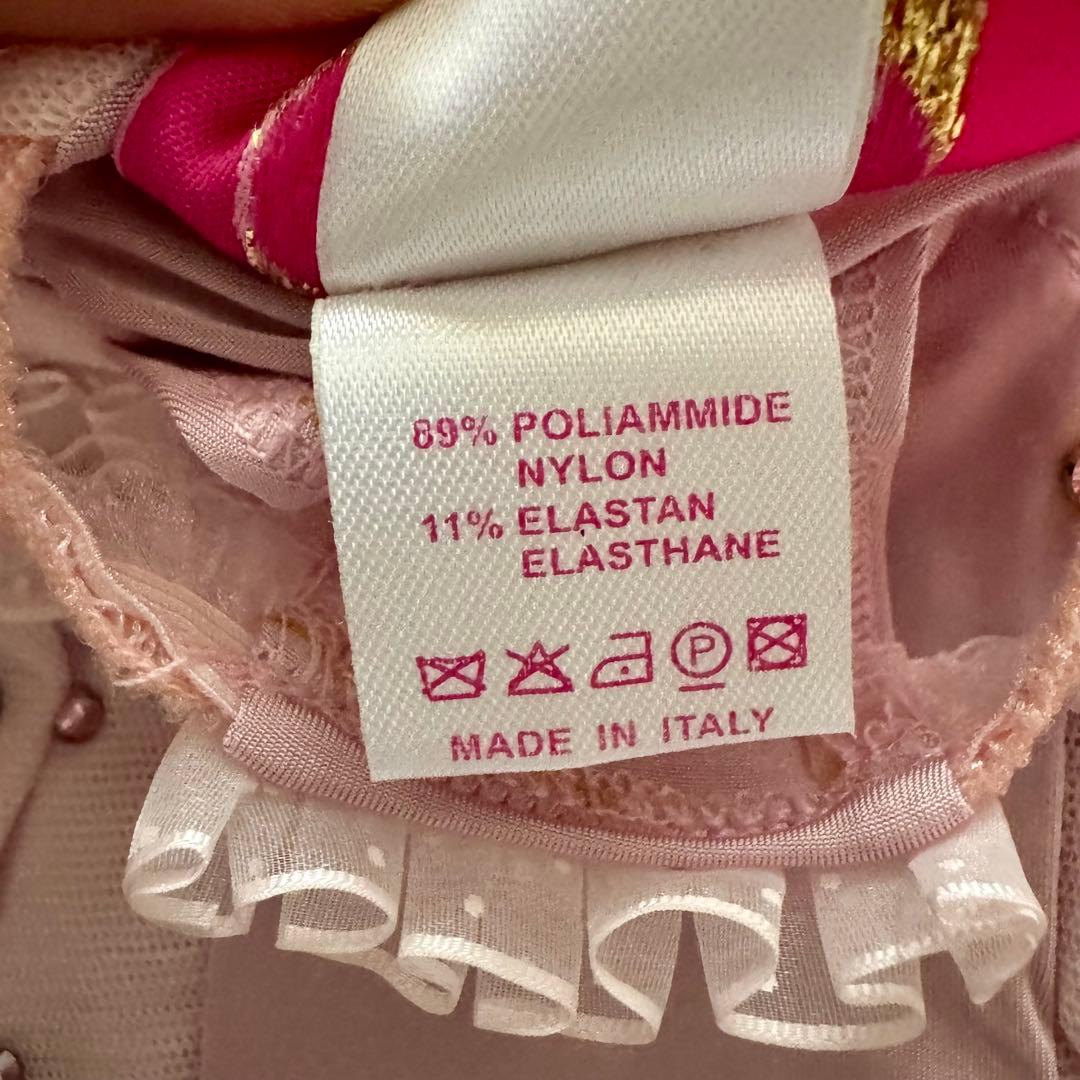 89% POLIAMMIDE
NYLON
11% ELASTAN
ELASTHANE
P
MADE IN ITALY